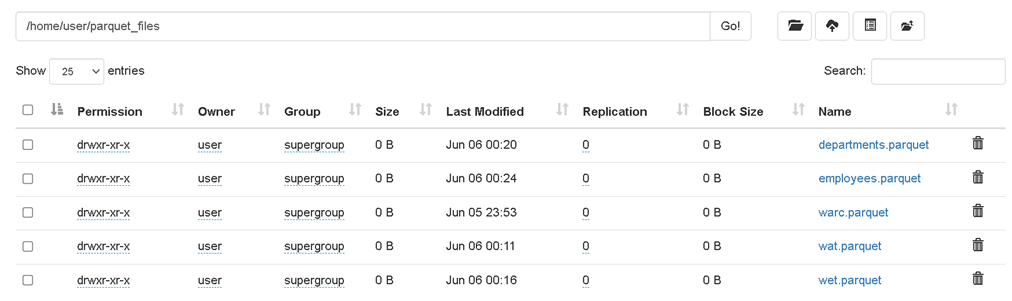 /home/user/parquet_files Go!
Show 25 entries Search:
Permission Owner Group Size Last Modified Replication Block Size Name
drwxr-xr-x user supergroup 0 B Jun 06 00:20 0 0 B departments.parquet
drwxr-xr-x user supergroup 0 B Jun 06 00:24 0 0 B employees.parquet
drwxr-xr-x user supergroup 0 B Jun 05 23:53 0 0 B warc.parquet
drwxr-xr-x user supergroup 0 B Jun 06 00:11 0 0 B wat.parquet
drwxr-xr-x user supergroup 0 B Jun 06 00:16 0 0 B wet.parquet